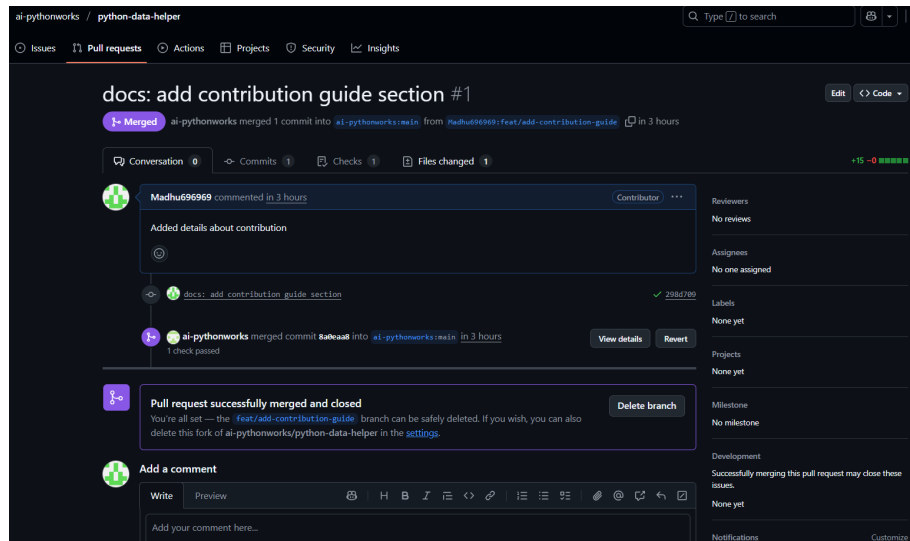 ai-pythonworks / python-data-helper
Type / to search
Issues Pull requests Actions Projects Security Insights
docs: add contribution guide section #1
Edit <> Code
Merged ai-pythonworks merged 1 commit into ai-pythonworks:main from Madhu696969:feat/add-contribution-guide in 3 hours
Conversation 0 Commits 1 Checks 1 Files changed 1 +15 −0
Madhu696969 commented in 3 hours Contributor
Added details about contribution
docs: add contribution guide section 298d709
ai-pythonworks merged commit 8a0eaa8 into ai-pythonworks:main in 3 hours
1 check passed
View details Revert
Pull request successfully merged and closed
You're all set — the feat/add-contribution-guide branch can be safely deleted. If you wish, you can also
delete this fork of ai-pythonworks/python-data-helper in the settings.
Delete branch
Add a comment
Write Preview
H B I
Add your comment here...
Reviewers
No reviews
Assignees
No one assigned
Labels
None yet
Projects
None yet
Milestone
No milestone
Development
Successfully merging this pull request may close these
issues.
None yet
Notifications Customize